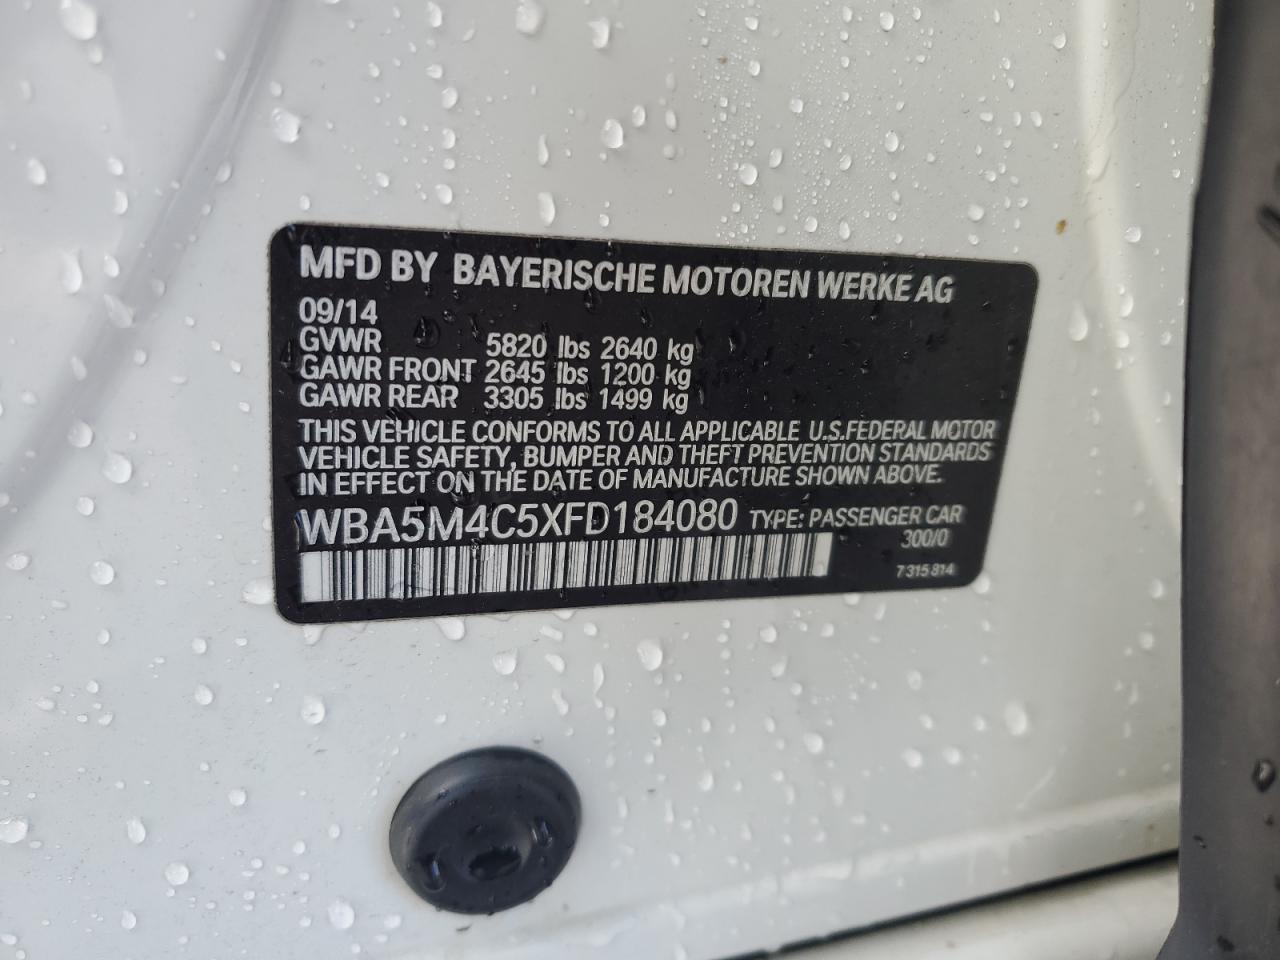 MFD BY BAYERISCHE MOTOREN WERKE AG
09/14
GVWR 5820 lbs 2640 kg
GAWR FRONT 2645 lbs 1200 kg
GAWR REAR 3305 lbs 1499 kg
THIS VEHICLE CONFORMS TO ALL APPLICABLE U.S.FEDERAL MOTOR
VEHICLE SAFETY, BUMPER AND THEFT PREVENTION STANDARDS
IN EFFECT ON THE DATE OF MANUFACTURE SHOWN ABOVE.
WBA5M4C5XFD184080 TYPE: PASSENGER CAR
300/0
7 315 814